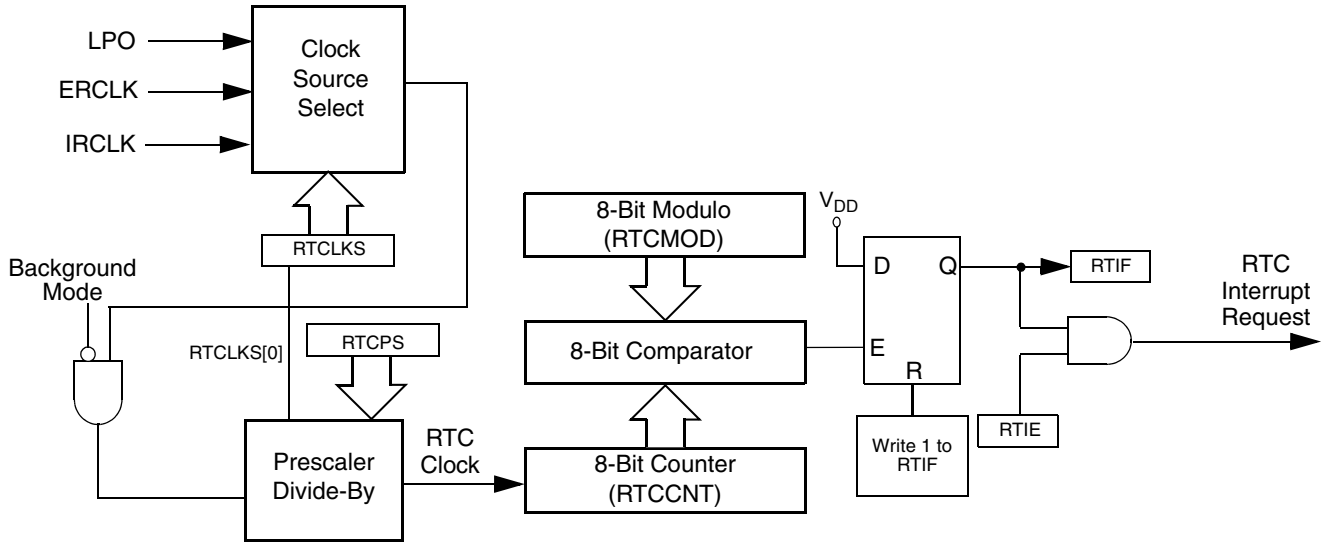 LPO
ERCLK
IRCLK
Clock
Source
Select
RTCLKS
Background
Mode
RTCLKS[0]
RTCPS
Prescaler
Divide-By
RTC
Clock
8-Bit Modulo
(RTCMOD)
8-Bit Comparator
8-Bit Counter
(RTCCNT)
VDD
D
Q
E
R
Write 1 to
RTIF
RTIF
RTIE
RTC
Interrupt
Request